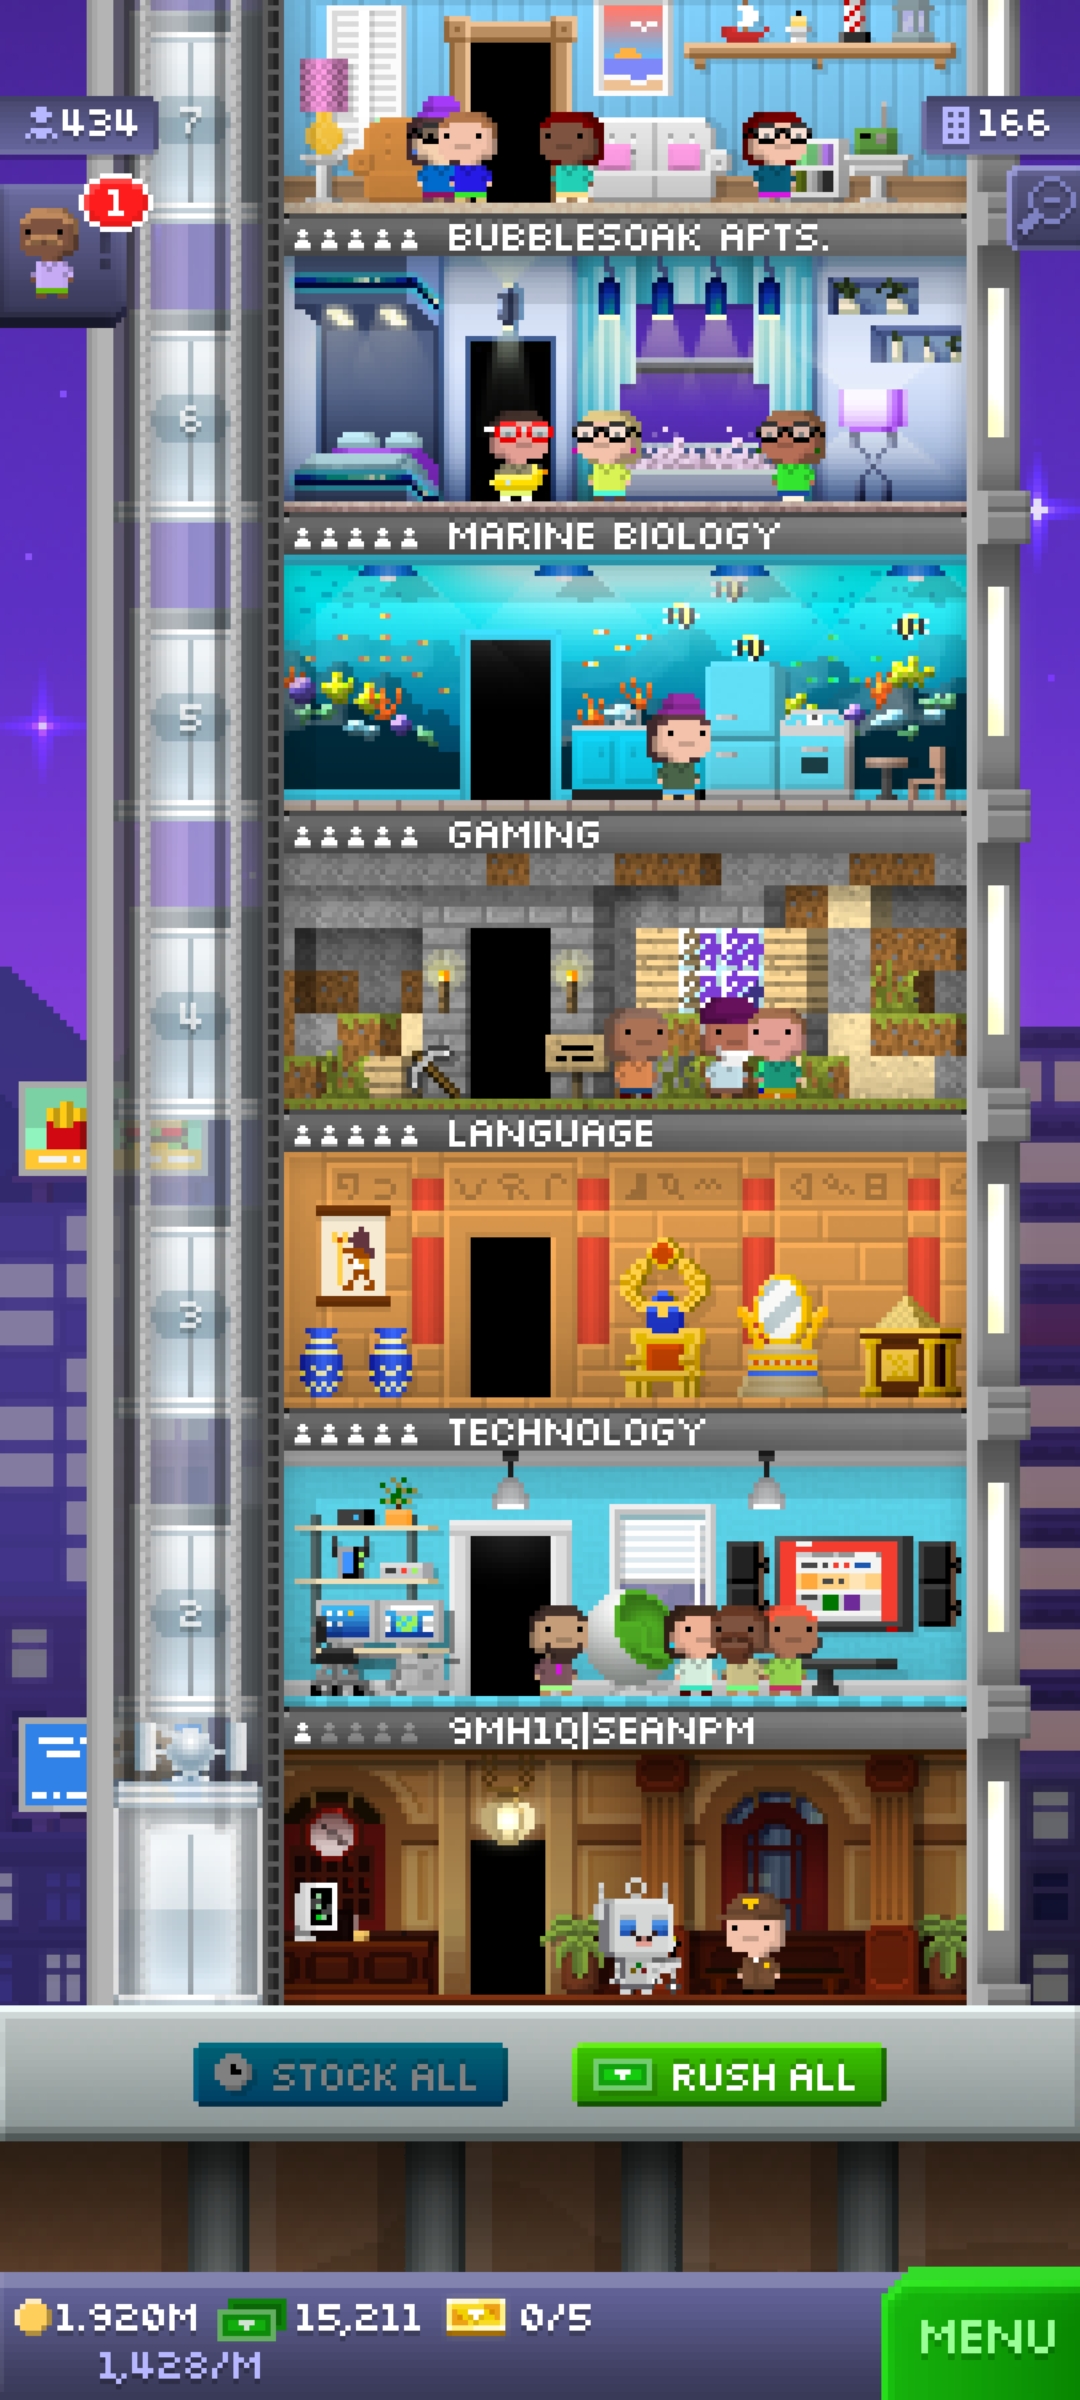 7
434
166
1
BUBBLESOAK APTS.
6
MARINE BIOLOGY
5
GAMING
4
LANGUAGE
3
TECHNOLOGY
2
9MH1Q|SEANPM
STOCK ALL
RUSH ALL
1.920M
15,211
0/5
1,428/M
MENU